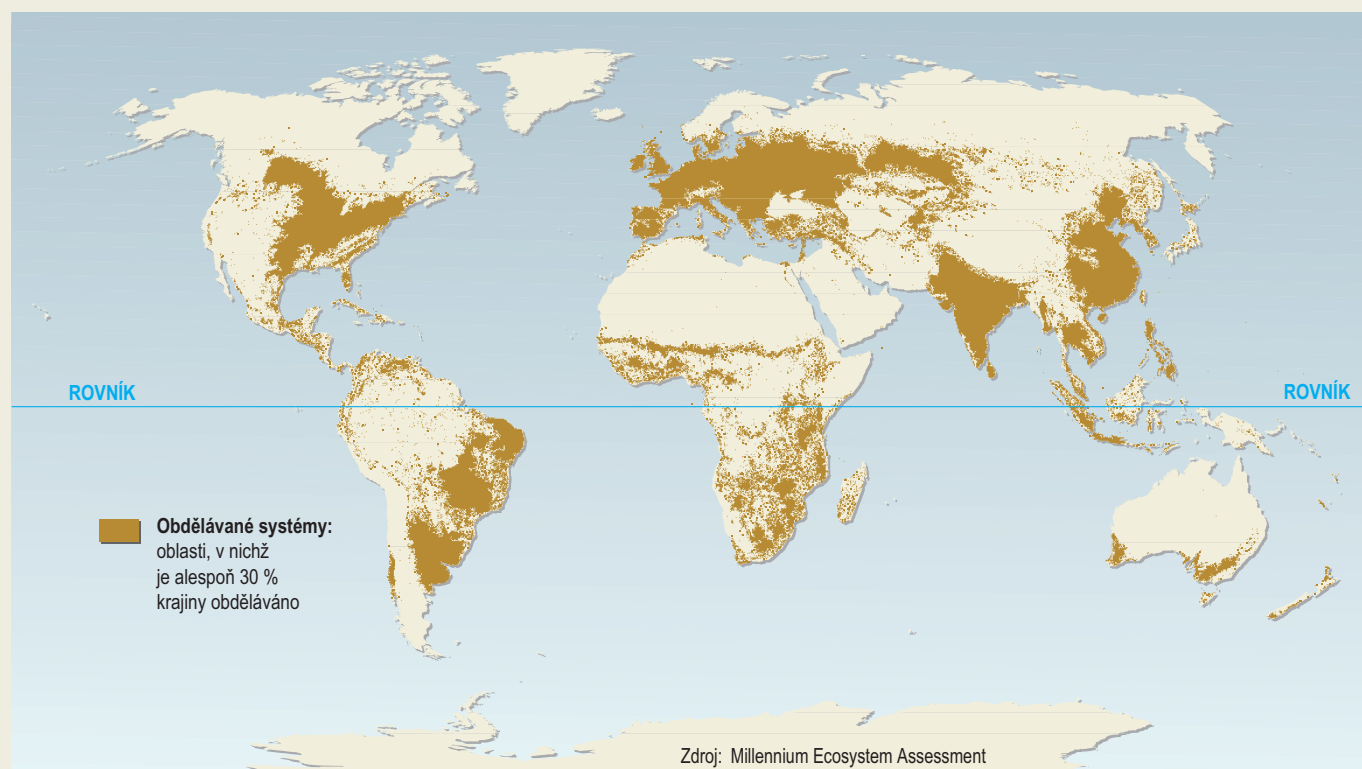 ROVNÍK
ROVNÍK
Obdělávané systémy:
oblasti, v nichž
je alespoň 30 %
krajiny obděláváno
Zdroj: Millennium Ecosystem Assessment